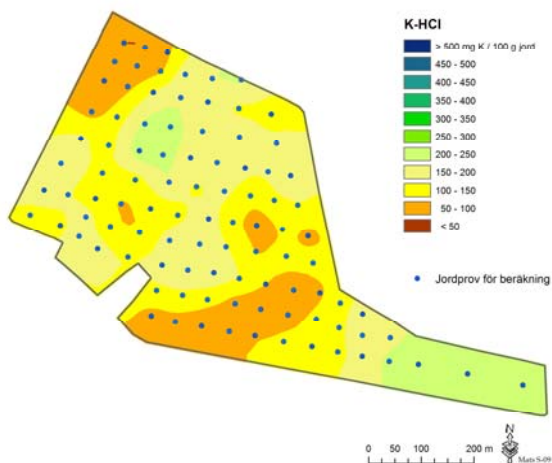 K-HCl
> 500 mg K / 100 g jord
450 - 500
400 - 450
350 - 400
300 - 350
250 - 300
200 - 250
150 - 200
100 - 150
50 - 100
< 50
Jordprov för beräkning
N
0 50 100 200 m
Mats S-09